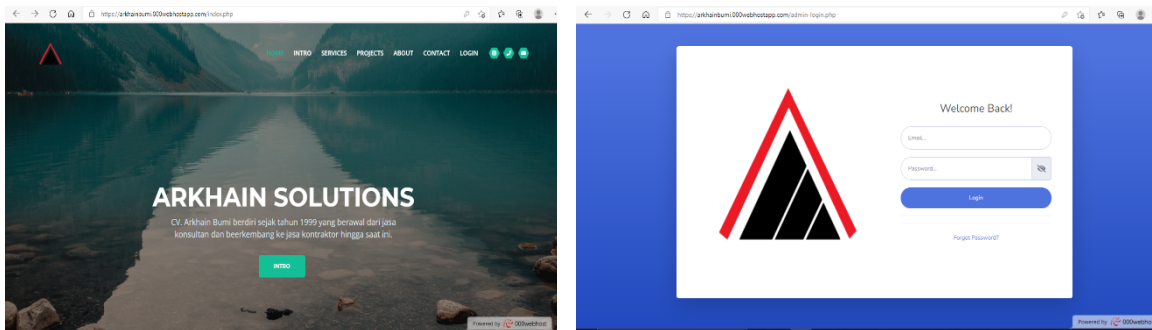 https://arkhainbumi.000webhostapp.com/index.php
HOME INTRO SERVICES PROJECTS ABOUT CONTACT LOGIN
ARKHAIN SOLUTIONS
CV. Arkhain Bumi berdiri sejak tahun 1999 yang berawal dari jasa
konsultan dan beerkembang ke jasa kontraktor hingga saat ini.
INTRO
Powered by 000webhost
https://arkhainbumi.000webhostapp.com/admin-login.php
Welcome Back!
Email...
Password...
Login
Forgot Password?
Powered by 000webho